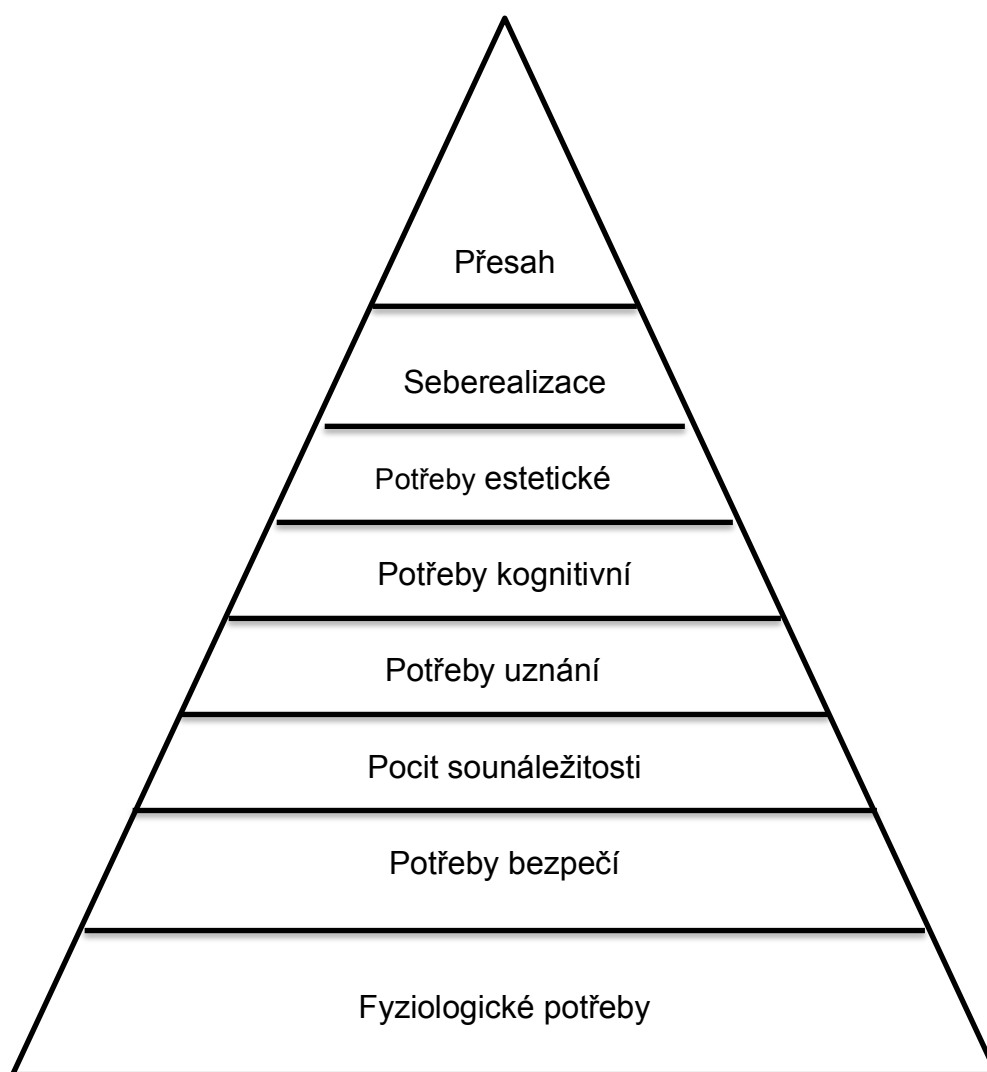 Přesah
Seberealizace
Potřeby estetické
Potřeby kognitivní
Potřeby uznání
Pocit sounáležitosti
Potřeby bezpečí
Fyziologické potřeby